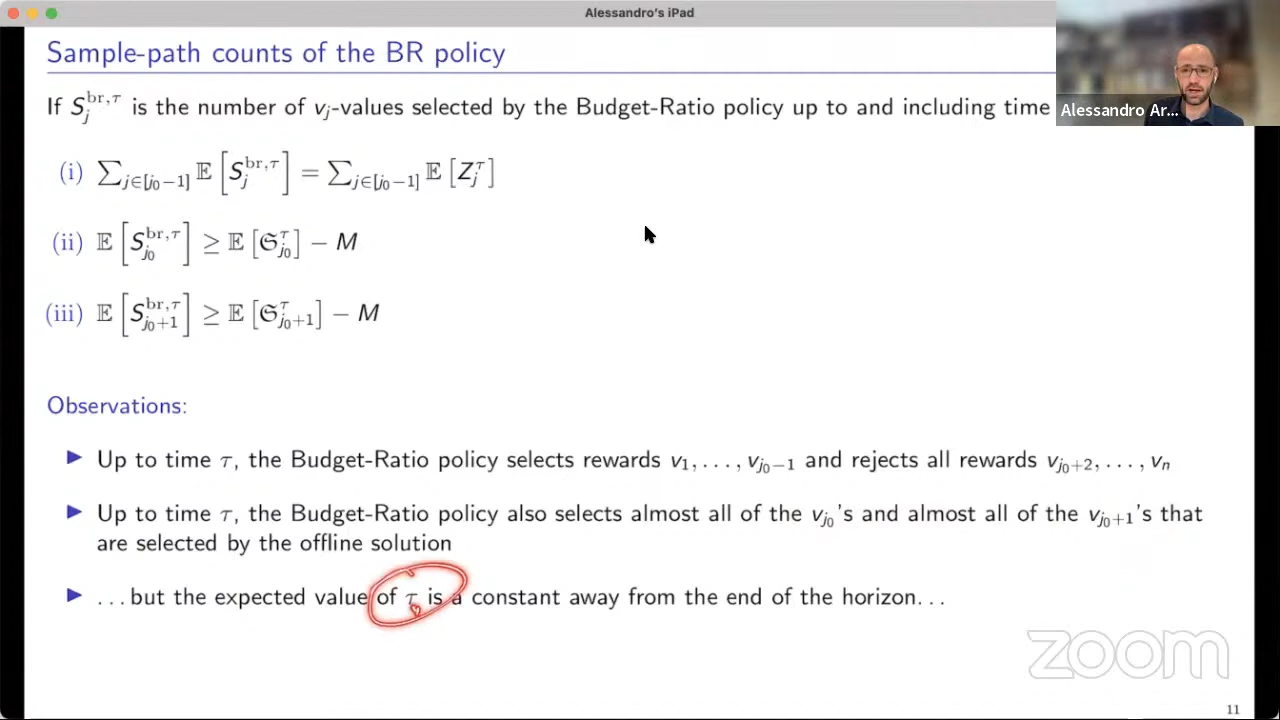 Alessandro's iPad
Sample-path counts of the BR policy
Alessandro Ar...
If S_j^{br,τ} is the number of v_j-values selected by the Budget-Ratio policy up to and including time
(i) ∑_{j∈[j_0−1]} 𝔼[S_j^{br,τ}] = ∑_{j∈[j_0−1]} 𝔼[Z_j^τ]
(ii) 𝔼[S_{j_0}^{br,τ}] ≥ 𝔼[𝔖_{j_0}^τ] − M
(iii) 𝔼[S_{j_0+1}^{br,τ}] ≥ 𝔼[𝔖_{j_0+1}^τ] − M
Observations:
▶ Up to time τ, the Budget-Ratio policy selects rewards v_1, . . . , v_{j_0−1} and rejects all rewards v_{j_0+2}, . . . , v_n
▶ Up to time τ, the Budget-Ratio policy also selects almost all of the v_{j_0}'s and almost all of the v_{j_0+1}'s that
are selected by the offline solution
▶ . . . but the expected value of τ is a constant away from the end of the horizon. . .
zoom
11